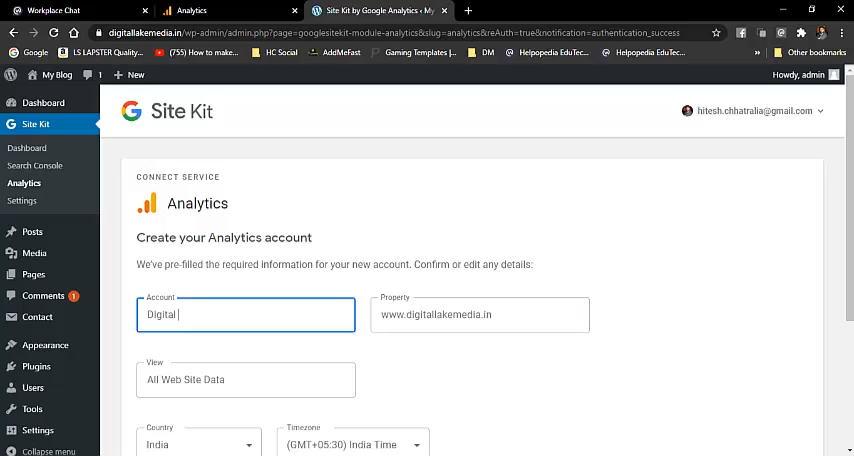 Workplace Chat
Analytics
Site Kit by Google Analytics ‹ My
digitallakemedia.in/wp-admin/admin.php?page=googlesitekit-module-analytics&slug=analytics&reAuth=true&notification=authentication_success
Google
LS LAPSTER Quality...
(755) How to make...
HC Social
AddMeFast
Gaming Templates |...
DM
Helpopedia EduTec...
Helpopedia EduTec...
Other bookmarks
My Blog
1
New
Howdy, admin
Dashboard
Site Kit
Dashboard
Search Console
Analytics
Settings
Posts
Media
Pages
Comments 1
Contact
Appearance
Plugins
Users
Tools
Settings
Collapse menu
Site Kit
hitesh.chhatralia@gmail.com
CONNECT SERVICE
Analytics
Create your Analytics account
We've pre-filled the required information for your new account. Confirm or edit any details:
Account
Digital
Property
www.digitallakemedia.in
View
All Web Site Data
Country
India
Timezone
(GMT+05:30) India Time